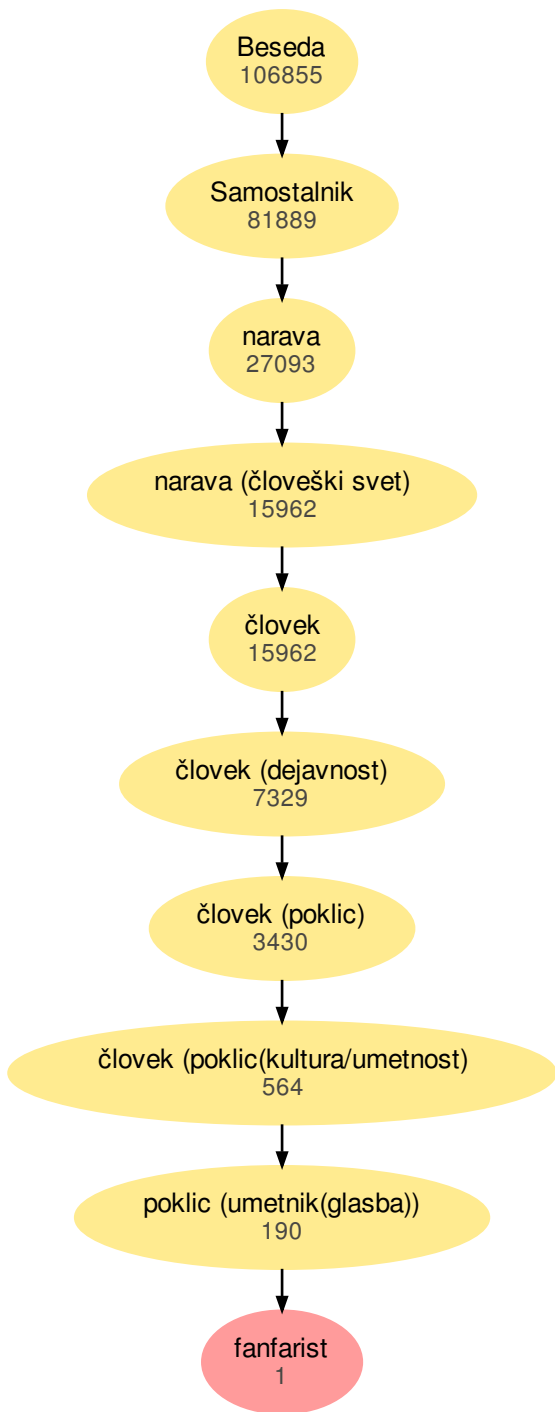 Beseda
106855
Samostalnik
81889
narava
27093
narava (človeški svet)
15962
človek
15962
človek (dejavnost)
7329
človek (poklic)
3430
človek (poklic(kultura/umetnost)
564
poklic (umetnik(glasba))
190
fanfarist
1